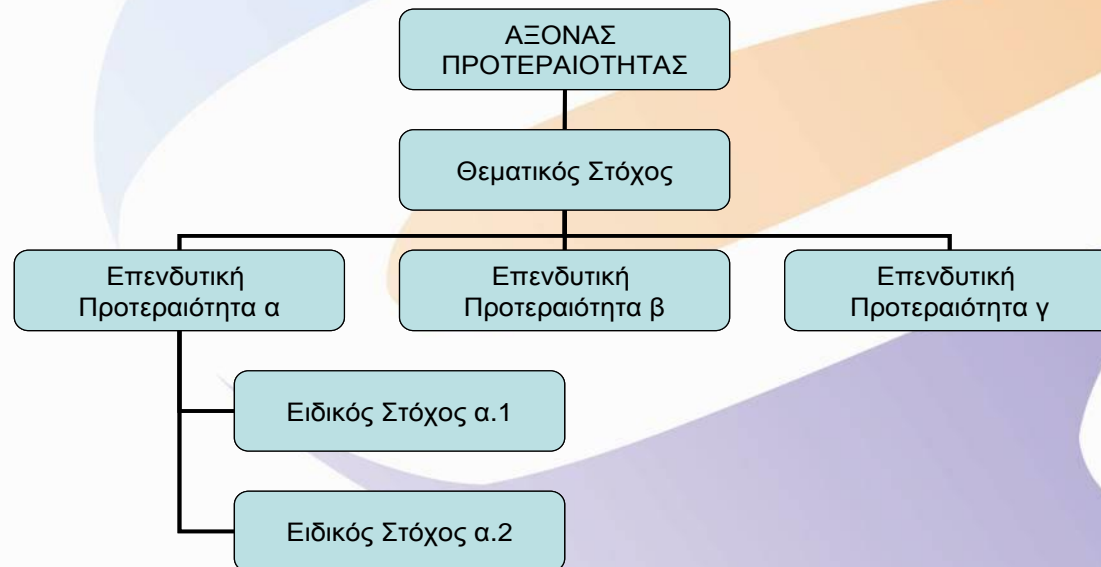 ΑΞΟΝΑΣ
ΠΡΟΤΕΡΑΙΟΤΗΤΑΣ
Θεματικός Στόχος
Επενδυτική
Προτεραιότητα α
Επενδυτική
Προτεραιότητα β
Επενδυτική
Προτεραιότητα γ
Ειδικός Στόχος α.1
Ειδικός Στόχος α.2